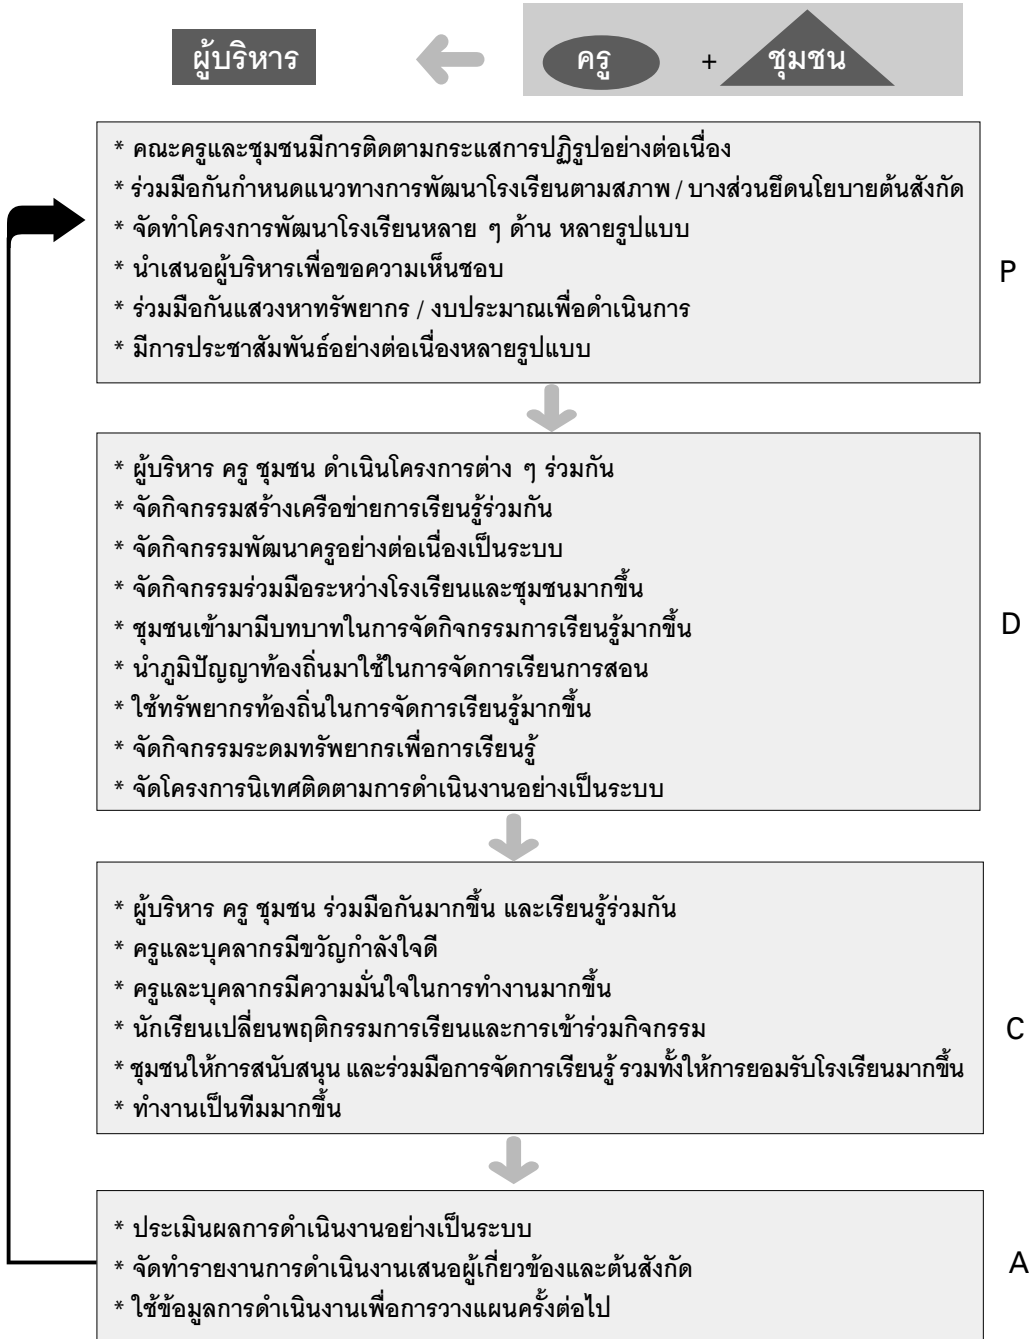 ผู้บริหาร ครู + ชุมชน
* คณะครูและชุมชนมีการติดตามกระแสการปฏิรูปอย่างต่อเนื่อง
* ร่วมมือกันกำหนดแนวทางการพัฒนาโรงเรียนตามสภาพ / บางส่วนยึดนโยบายต้นสังกัด
* จัดทำโครงการพัฒนาโรงเรียนหลาย ๆ ด้าน หลายรูปแบบ
* นำเสนอผู้บริหารเพื่อขอความเห็นชอบ
P
* ร่วมมือกันแสวงหาทรัพยากร / งบประมาณเพื่อดำเนินการ
* มีการประชาสัมพันธ์อย่างต่อเนื่องหลายรูปแบบ
* ผู้บริหาร ครู ชุมชน ดำเนินโครงการต่าง ๆ ร่วมกัน
* จัดกิจกรรมสร้างเครือข่ายการเรียนรู้ร่วมกัน
* จัดกิจกรรมพัฒนาครูอย่างต่อเนื่องเป็นระบบ
* จัดกิจกรรมร่วมมือระหว่างโรงเรียนและชุมชนมากขึ้น
* ชุมชนเข้ามามีบทบาทในการจัดกิจกรรมการเรียนรู้มากขึ้น
D
* นำภูมิปัญญาท้องถิ่นมาใช้ในการจัดการเรียนการสอน
* ใช้ทรัพยากรท้องถิ่นในการจัดการเรียนรู้มากขึ้น
* จัดกิจกรรมระดมทรัพยากรเพื่อการเรียนรู้
* จัดโครงการนิเทศติดตามการดำเนินงานอย่างเป็นระบบ
* ผู้บริหาร ครู ชุมชน ร่วมมือกันมากขึ้น และเรียนรู้ร่วมกัน
* ครูและบุคลากรมีขวัญกำลังใจดี
* ครูและบุคลากรมีความมั่นใจในการทำงานมากขึ้น
* นักเรียนเปลี่ยนพฤติกรรมการเรียนและการเข้าร่วมกิจกรรม
C
* ชุมชนให้การสนับสนุน และร่วมมือการจัดการเรียนรู้ รวมทั้งให้การยอมรับโรงเรียนมากขึ้น
* ทำงานเป็นทีมมากขึ้น
* ประเมินผลการดำเนินงานอย่างเป็นระบบ
* จัดทำรายงานการดำเนินงานเสนอผู้เกี่ยวข้องและต้นสังกัด
A
* ใช้ข้อมูลการดำเนินงานเพื่อการวางแผนครั้งต่อไป